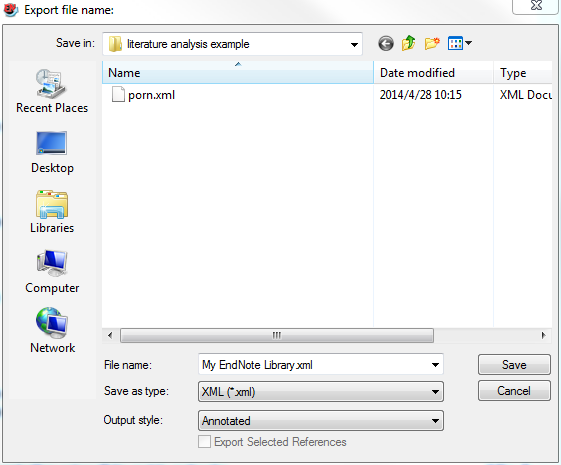 Export file name:
Save in:
literature analysis example
Name
Date modified
Type
porn.xml
2014/4/28 10:15
XML Docu
Recent Places
Desktop
Libraries
Computer
Network
File name:
My EndNote Library.xml
Save
Save as type:
XML (*.xml)
Cancel
Output style:
Annotated
Export Selected References